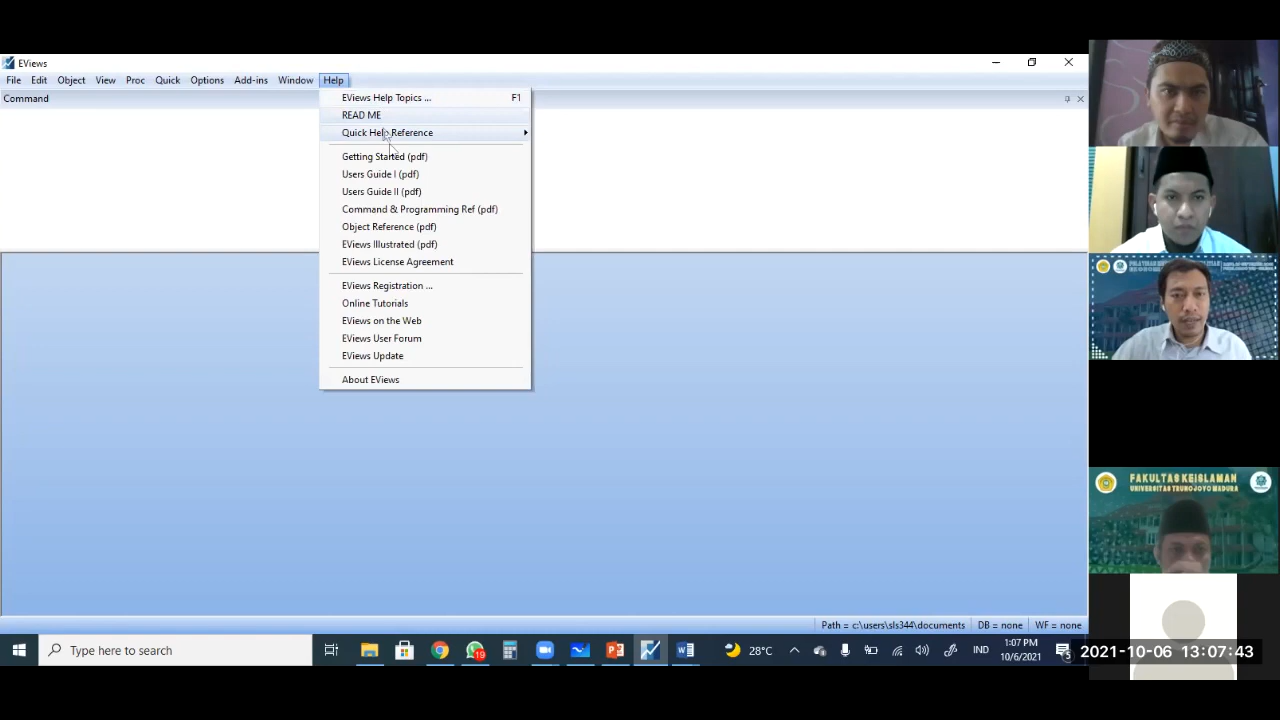 EViews
File Edit Object View Proc Quick Options Add-ins Window Help
Command
EViews Help Topics ... F1
READ ME
Quick Help Reference
Getting Started (pdf)
Users Guide I (pdf)
Users Guide II (pdf)
Command & Programming Ref (pdf)
Object Reference (pdf)
EViews Illustrated (pdf)
EViews License Agreement
EViews Registration ...
Online Tutorials
EViews on the Web
EViews User Forum
EViews Update
About EViews
FAKULTAS KEISLAMAN
UNIVERSITAS TRUNOJOYO MADURA
Path = c:\users\sls344\documents DB = none WF = none
Type here to search
19
28°C
IND
1:07 PM
10/6/2021
5
2021-10-06 13:07:43